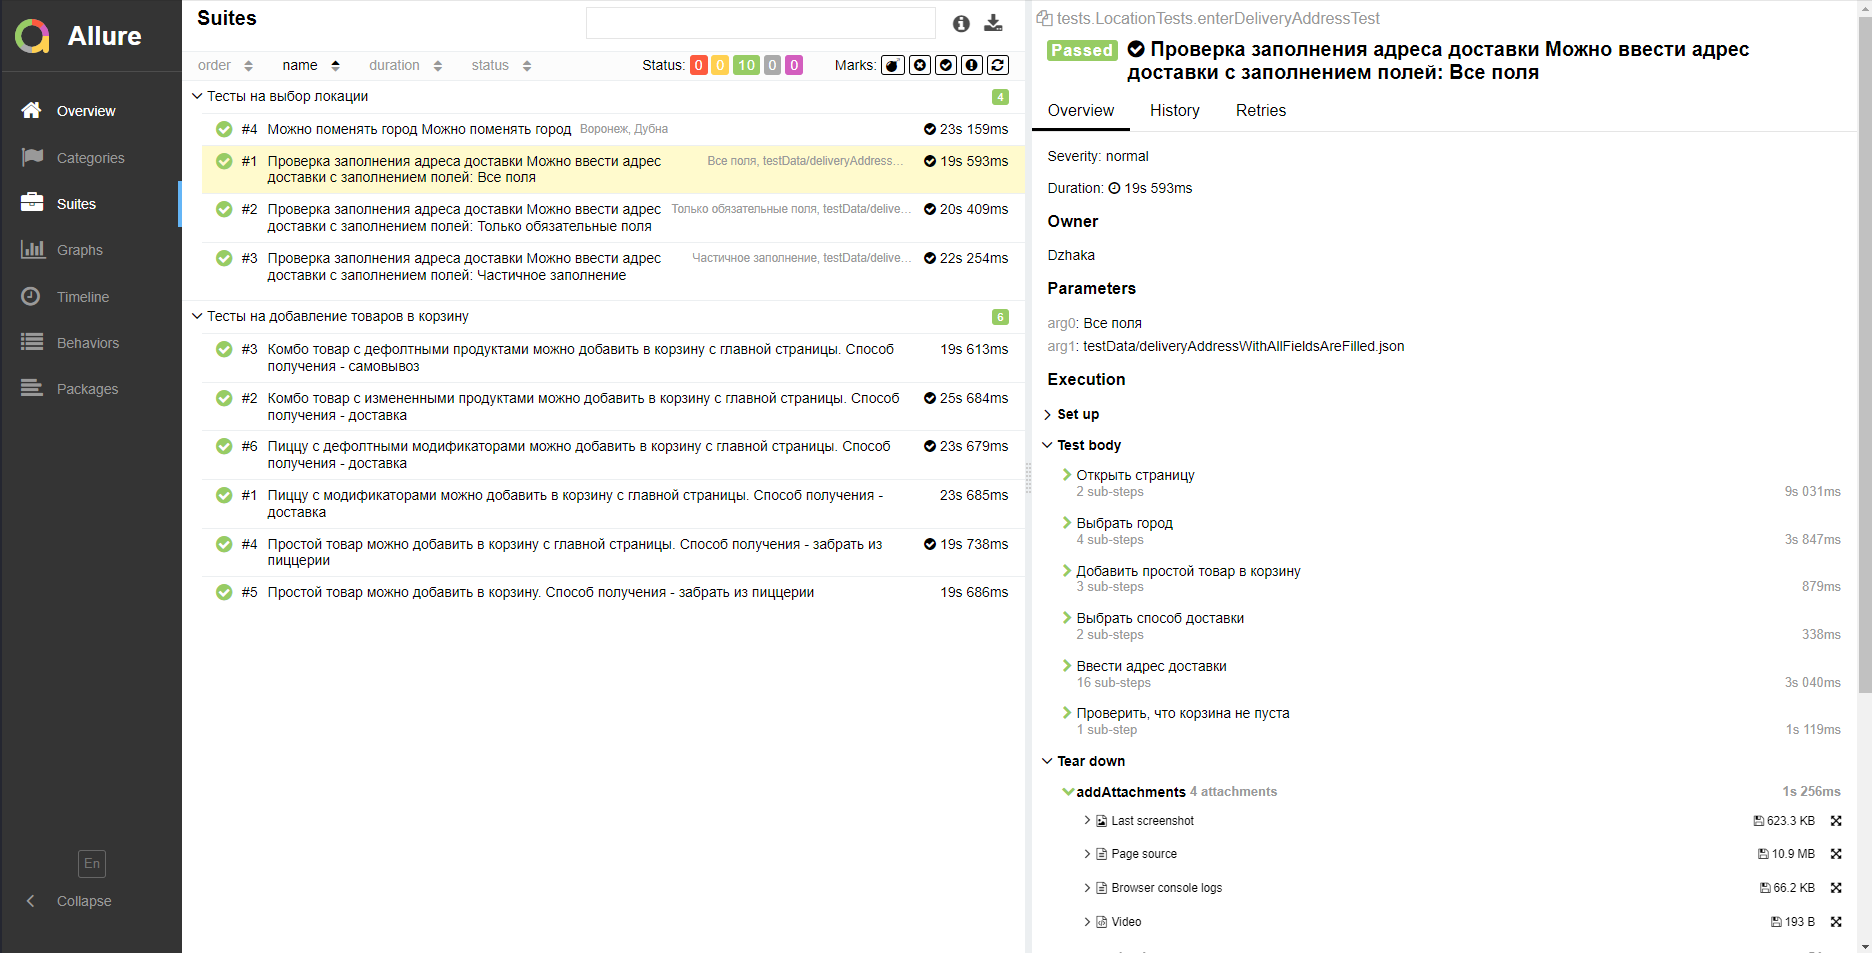 Allure
Overview
Categories
Suites
Graphs
Timeline
Behaviors
Packages
En
Collapse
Suites
order name duration status Status: 0 0 10 0 0 Marks:
Тесты на выбор локации 4
#4 Можно поменять город Можно поменять город Воронеж, Дубна 23s 159ms
#1 Проверка заполнения адреса доставки Можно ввести адрес Все поля, testData/deliveryAddress… 19s 593ms
доставки с заполнением полей: Все поля
#2 Проверка заполнения адреса доставки Можно ввести адрес Только обязательные поля, testData/delive… 20s 409ms
доставки с заполнением полей: Только обязательные поля
#3 Проверка заполнения адреса доставки Можно ввести адрес Частичное заполнение, testData/delive… 22s 254ms
доставки с заполнением полей: Частичное заполнение
Тесты на добавление товаров в корзину 6
#3 Комбо товар с дефолтными продуктами можно добавить в корзину с главной страницы. Способ 19s 613ms
получения - самовывоз
#2 Комбо товар с измененными продуктами можно добавить в корзину с главной страницы. Способ 25s 684ms
получения - доставка
#6 Пиццу с дефолтными модификаторами можно добавить в корзину с главной страницы. Способ 23s 679ms
получения - доставка
#1 Пиццу с модификаторами можно добавить в корзину с главной страницы. Способ получения - 23s 685ms
доставка
#4 Простой товар можно добавить в корзину с главной страницы. Способ получения - забрать из 19s 738ms
пиццерии
#5 Простой товар можно добавить в корзину. Способ получения - забрать из пиццерии 19s 686ms
tests.LocationTests.enterDeliveryAddressTest
Passed Проверка заполнения адреса доставки Можно ввести адрес
доставки с заполнением полей: Все поля
Overview History Retries
Severity: normal
Duration: 19s 593ms
Owner
Dzhaka
Parameters
arg0: Все поля
arg1: testData/deliveryAddressWithAllFieldsAreFilled.json
Execution
Set up
Test body
Открыть страницу
2 sub-steps 9s 031ms
Выбрать город
4 sub-steps 3s 847ms
Добавить простой товар в корзину
3 sub-steps 879ms
Выбрать способ доставки
2 sub-steps 338ms
Ввести адрес доставки
16 sub-steps 3s 040ms
Проверить, что корзина не пуста
1 sub-step 1s 119ms
Tear down
addAttachments 4 attachments 1s 256ms
Last screenshot 623.3 KB
Page source 10.9 MB
Browser console logs 66.2 KB
Video 193 B